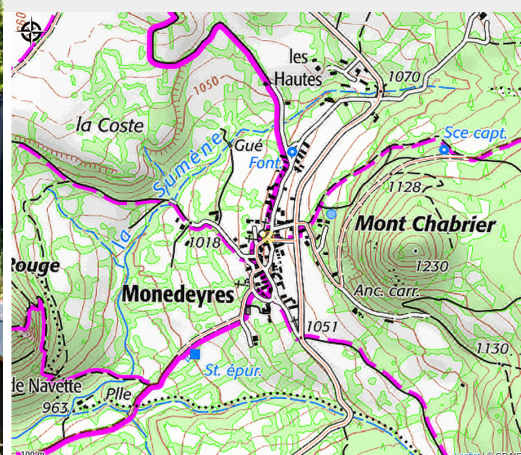 les
Hautes
1070
1050
la Coste
Gué
Font.
Sce capt.
la Sumène
1128
1018
Mont Chabrier
1230
Rouge
Monedeyres
Anc. carr.
1051
1130
St. épur.
de Navette
Plle
963
100m